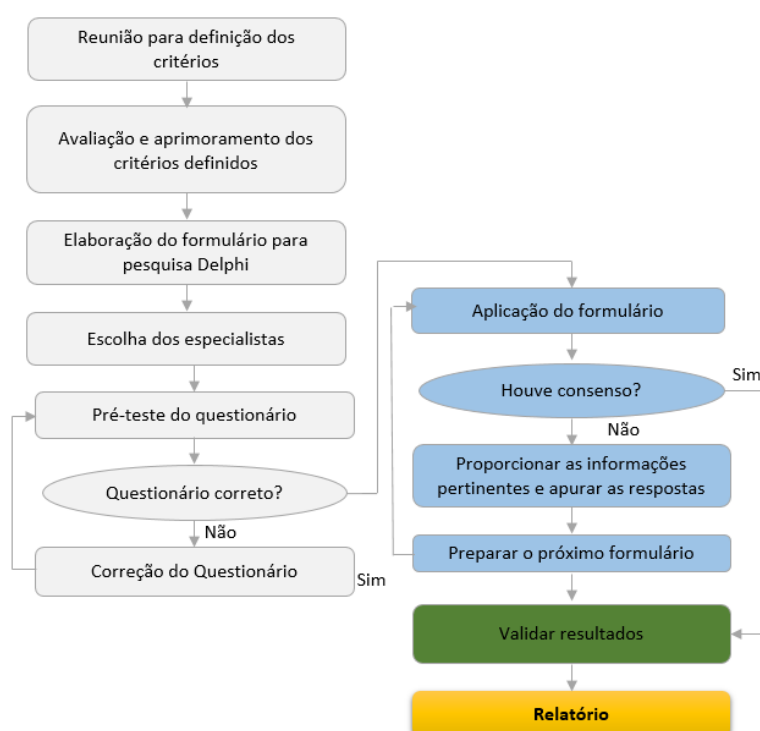 Reunião para definição dos
critérios
Avaliação e aprimoramento dos
critérios definidos
Elaboração do formulário para
pesquisa Delphi
Escolha dos especialistas
Pré-teste do questionário
Questionário correto?
Não
Correção do Questionário
Sim
Aplicação do formulário
Houve consenso?
Sim
Não
Proporcionar as informações
pertinentes e apurar as respostas
Preparar o próximo formulário
Validar resultados
Relatório